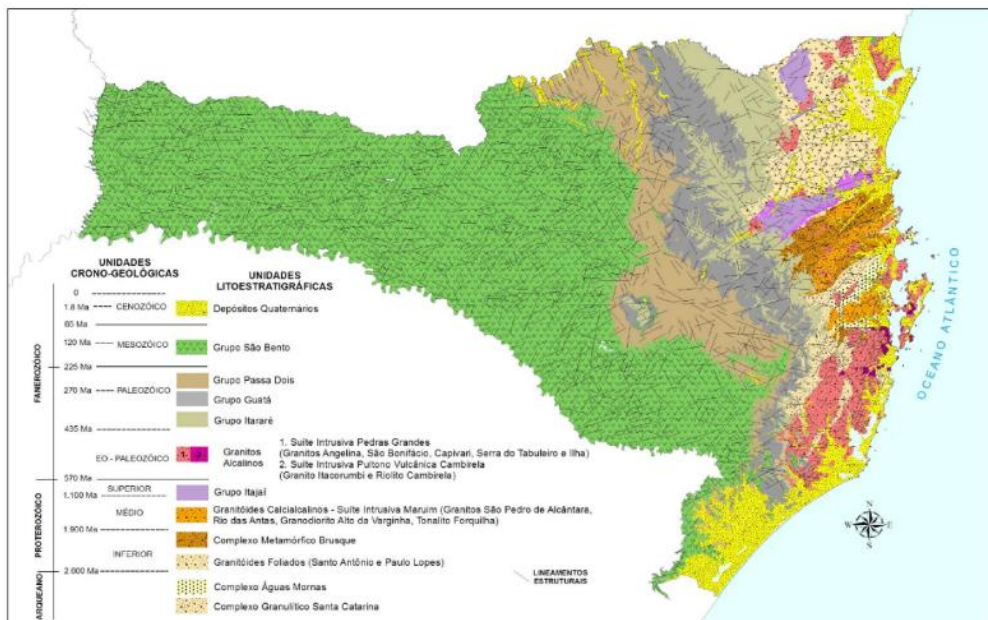 OCEANO ATLÂNTICO
UNIDADES
CRONO-GEOLÓGICAS
UNIDADES
LITOESTRATIGRÁFICAS
0
1.8 Ma
CENOZÓICO
Depósitos Quaternários
65 Ma
120 Ma
MESOZÓICO
Grupo São Bento
225 Ma
FANEROZÓICO
270 Ma
PALEOZÓICO
Grupo Passa Dois
Grupo Guatá
Grupo Itararé
435 Ma
EO - PALEOZÓICO
1.
Granitos
Alcalinos
1. Suíte Intrusiva Pedras Grandes
(Granitos Angelina, São Bonifácio, Capivari, Serra do Tabuleiro e Ilha)
2. Suíte Intrusiva Plutono Vulcânica Cambirela
(Granito Itacorumbi e Riolito Cambirela)
570 Ma
SUPERIOR
Grupo Itajaí
1.100 Ma
PROTEROZÓICO
MÉDIO
Granitóides Calcialcalinos - Suíte Intrusiva Maruim (Granitos São Pedro de Alcântara,
Rio das Antas, Granodiorito Alto da Varginha, Tonalito Forquilha)
1.900 Ma
Complexo Metamórfico Brusque
INFERIOR
Granitóides Foliados (Santo Antônio e Paulo Lopes)
2.600 Ma
ARQUEANO
Complexo Águas Mornas
Complexo Granulítico Santa Catarina
LINEAMENTOS
ESTRUTURAIS
N
W
E
S